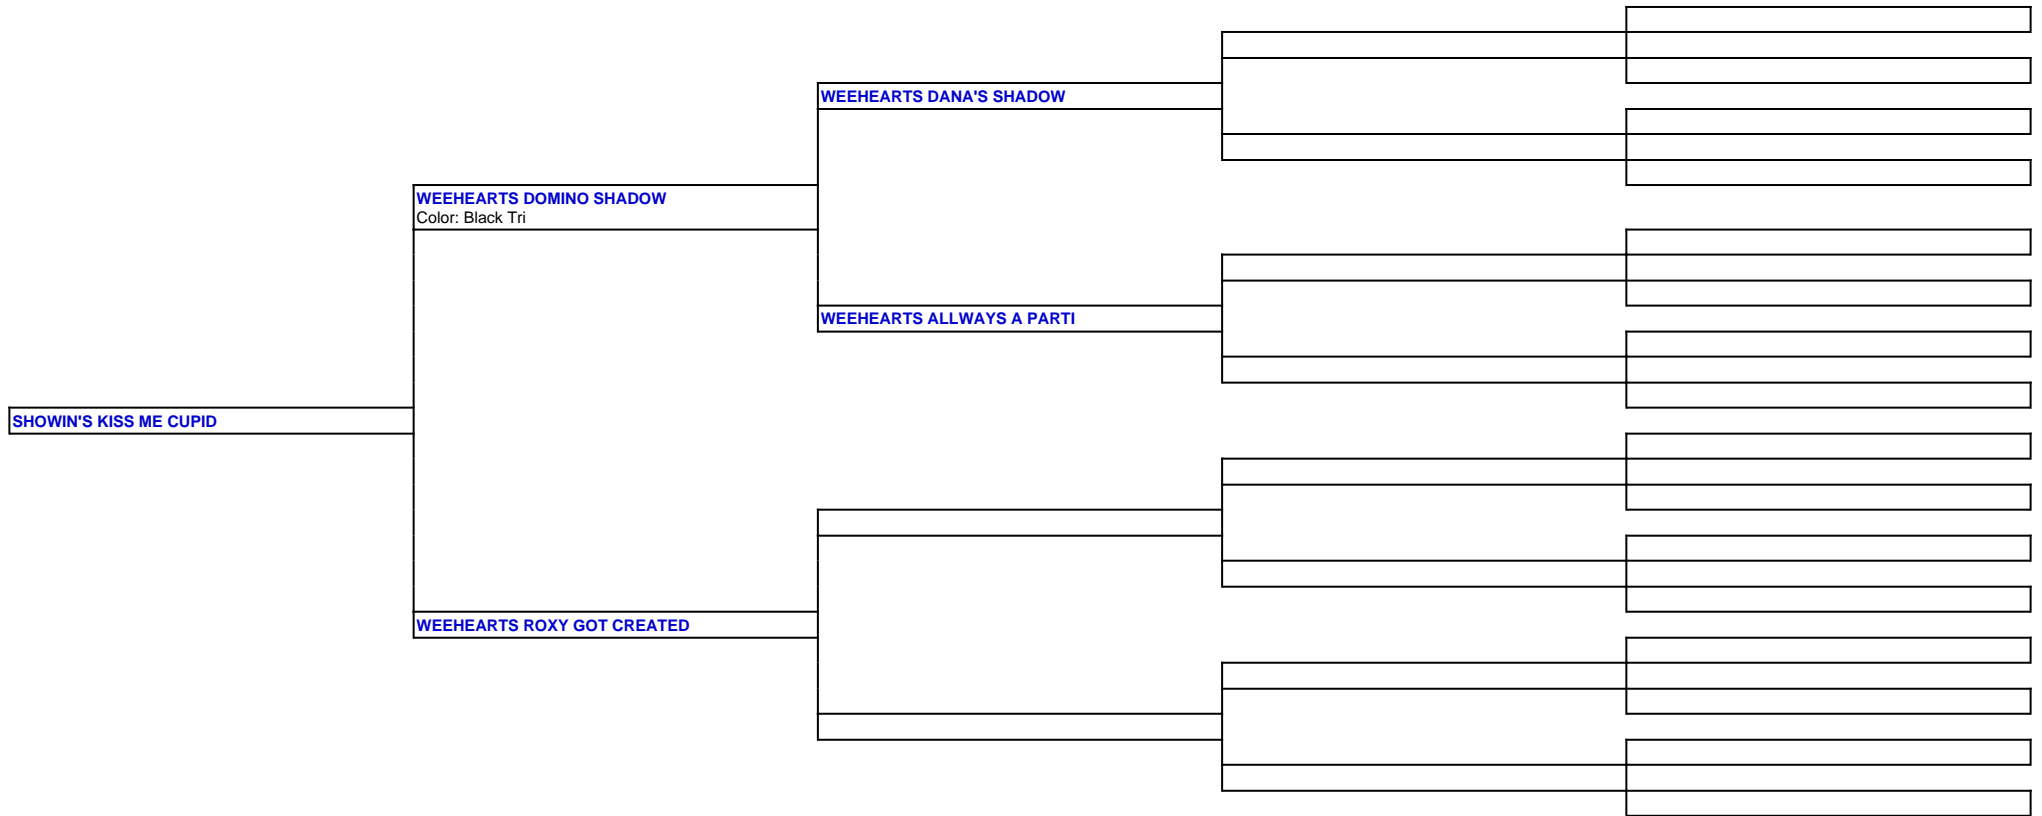 WEEHEARTS DANA'S SHADOW
WEEHEARTS DOMINO SHADOW
Color: Black Tri
WEEHEARTS ALLWAYS A PARTI
SHOWIN'S KISS ME CUPID
WEEHEARTS ROXY GOT CREATED